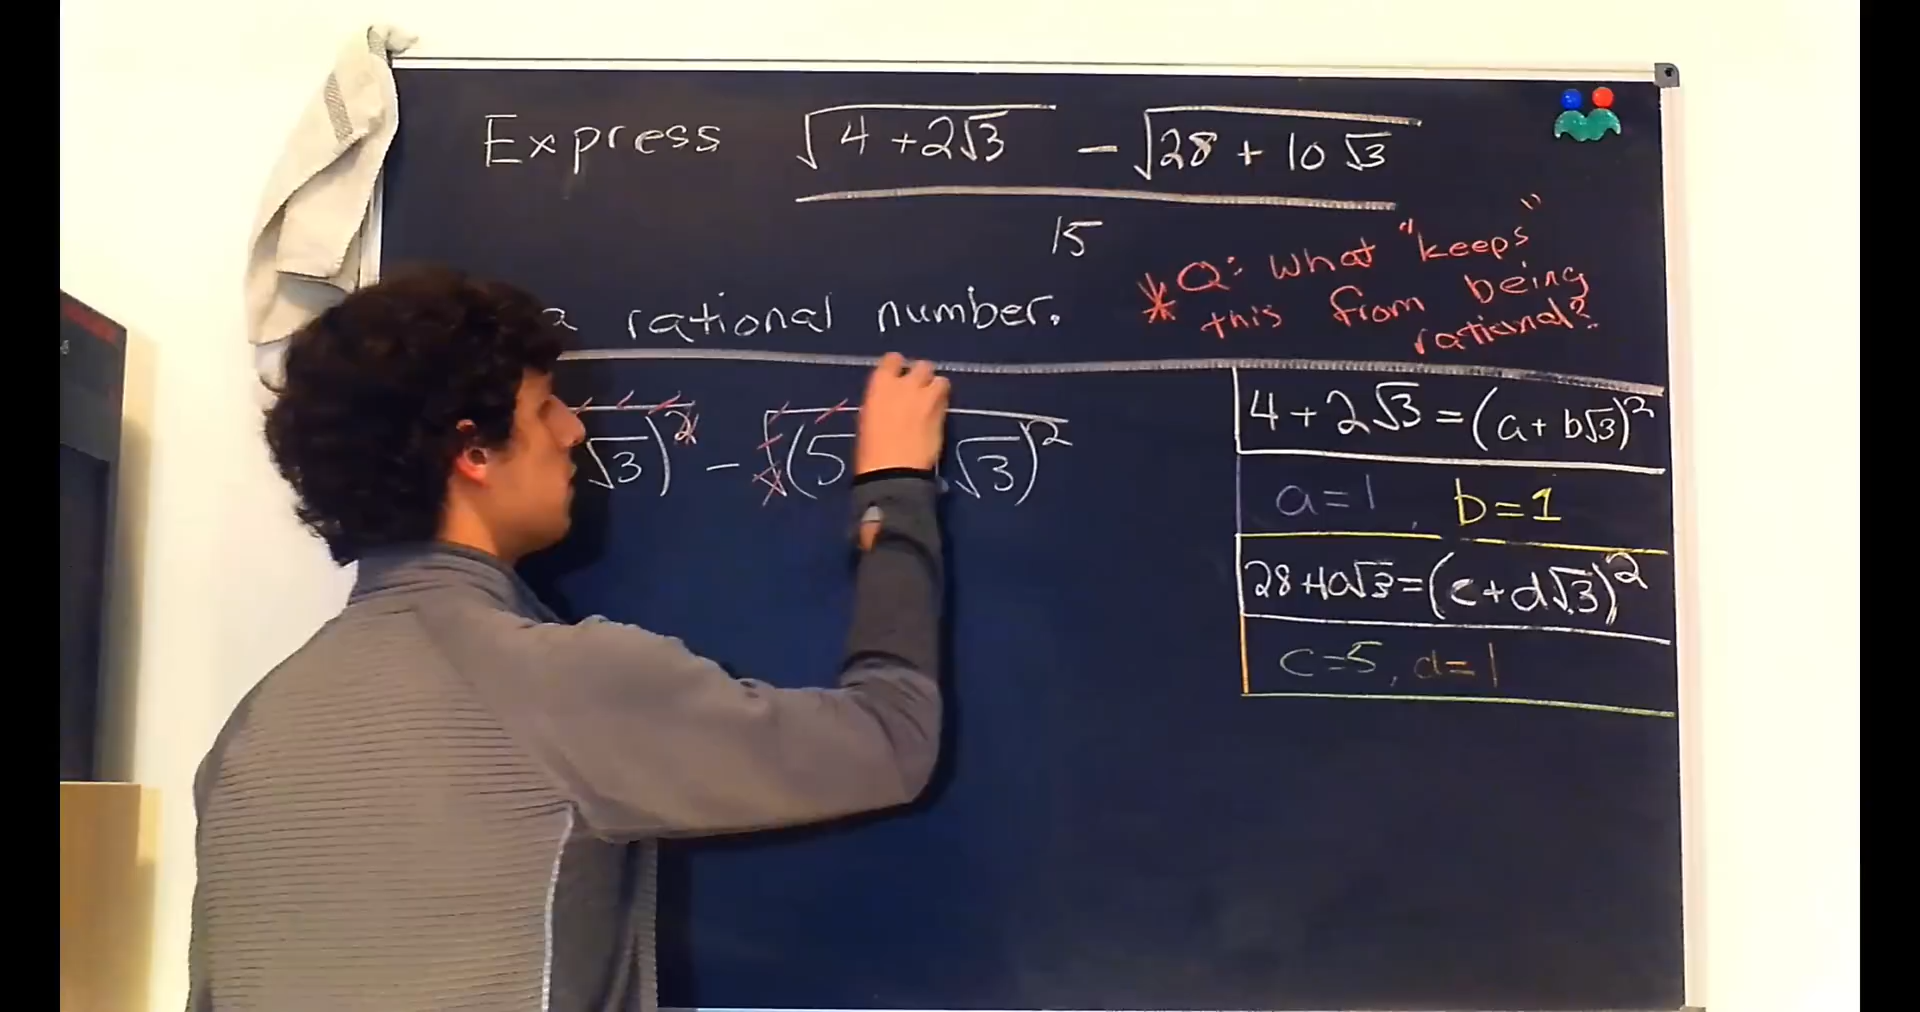 Express √(4+2√3) - √(28 + 10√3)
15
a rational number.
*Q: What "keeps"
this from being
rational?
√3)² - √(5 √3)²
4+2√3 = (a+b√3)²
a=1, b=1
28+10√3=(c+d√3)²
c=5, d=1